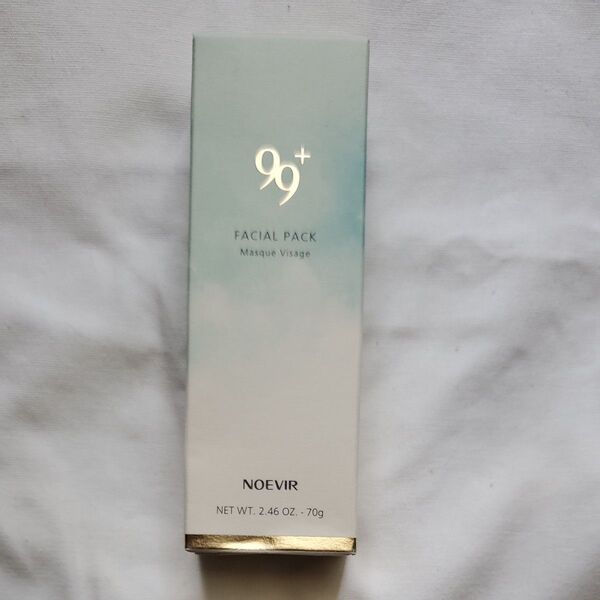 99+
FACIAL PACK
Masque Visage
NOEVIR
NET WT. 2.46 OZ. - 70g